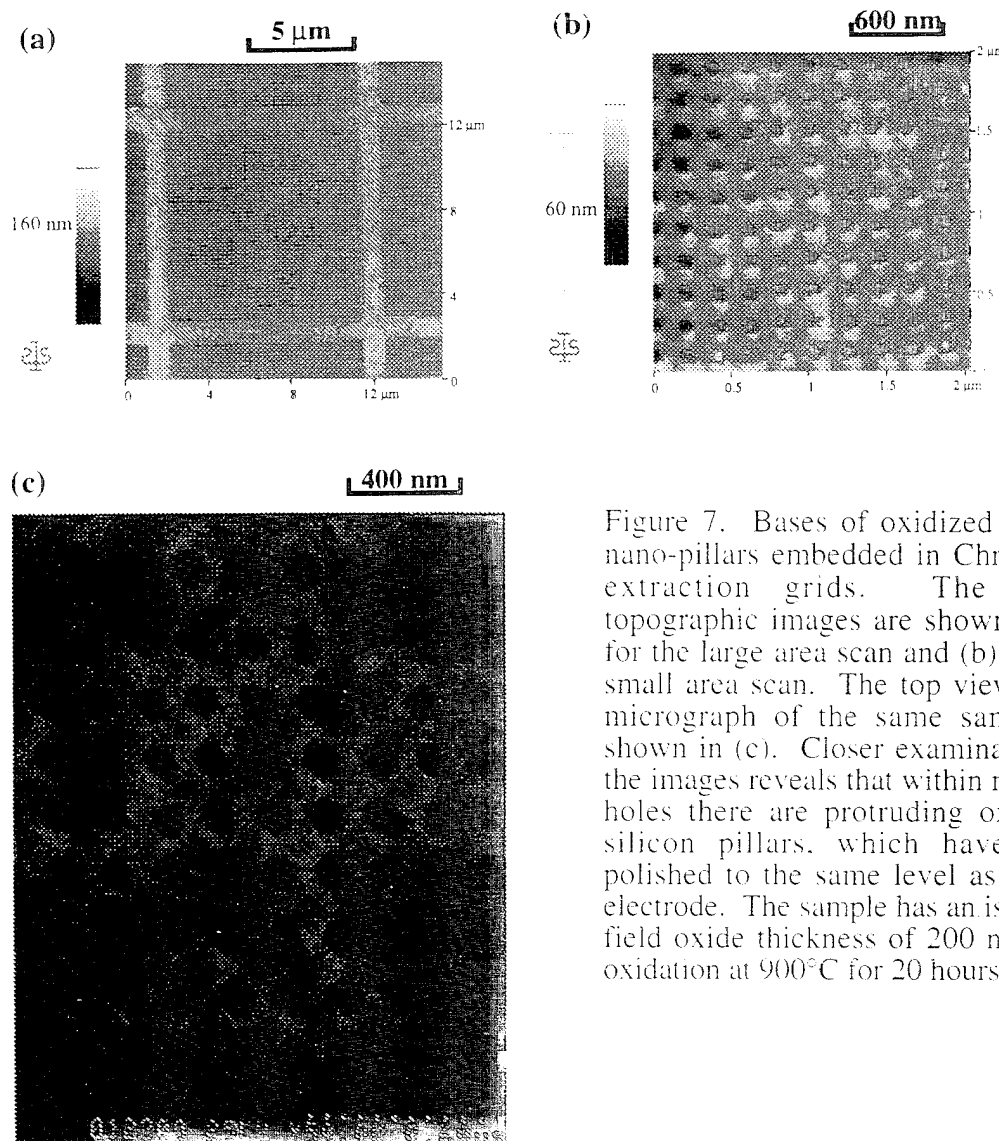 (a)
5 µm
160 nm
12 µm
8
4
0
0 4 8 12 µm
(b)
600 nm
60 nm
2 µm
1.5
1
0.5
0 0.5 1 1.5 2 µm
(c)
400 nm
Figure 7. Bases of oxidized
nano-pillars embedded in
extraction grids. The
topographic images are shown
for the large area scan and (b)
small area scan. The top view
micrograph of the same
shown in (c). Closer
the images reveals that within
holes there are protruding
silicon pillars, which have
polished to the same level as
electrode. The sample has an
field oxide thickness of 200
oxidation at 900°C for 20 hours